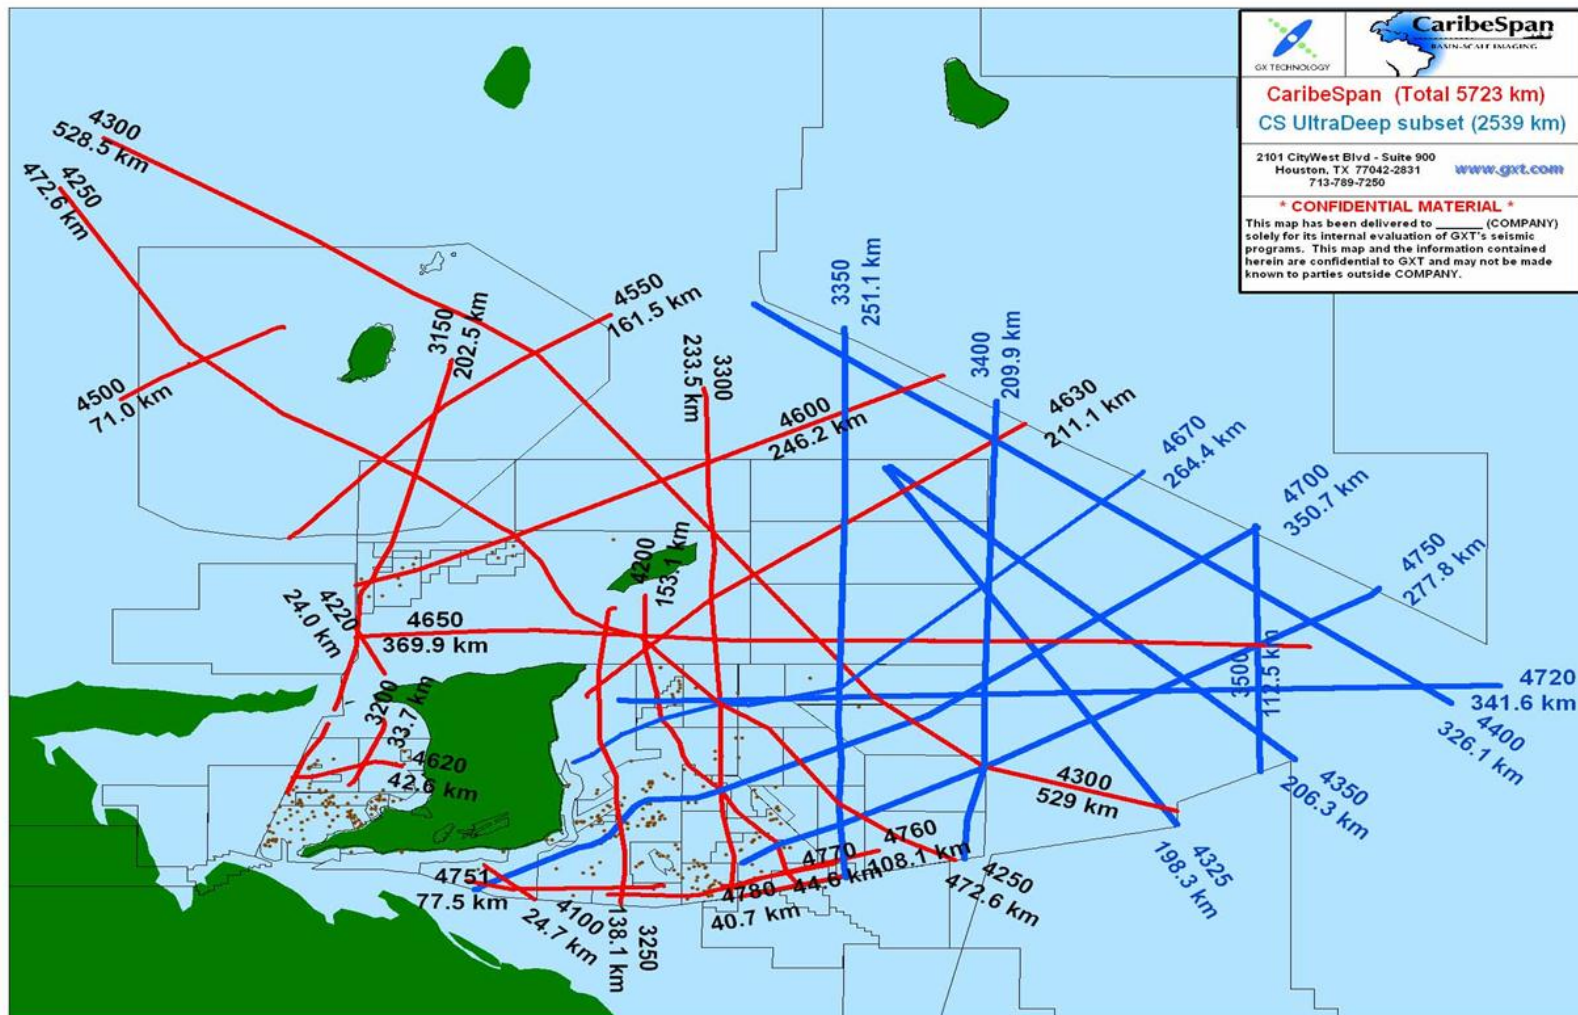 GX TECHNOLOGY
CaribeSpan
BASIN-SCALE IMAGING
CaribeSpan (Total 5723 km)
CS UltraDeep subset (2539 km)
2101 CityWest Blvd - Suite 900
Houston, TX 77042-2831
713-789-7250
www.gxt.com
* CONFIDENTIAL MATERIAL *
This map has been delivered to ______ (COMPANY)
solely for its internal evaluation of GXT's seismic
programs. This map and the information contained
herein are confidential to GXT and may not be made
known to parties outside COMPANY.
4300
528.5 km
4250
472.6 km
4500
71.0 km
3150
202.5 km
4550
161.5 km
3300
233.5 km
3350
251.1 km
4600
246.2 km
3400
209.9 km
4630
211.1 km
4670
264.4 km
4700
350.7 km
4750
277.8 km
4200
153.1 km
4220
24.0 km
4650
369.9 km
3200
33.7 km
4620
42.6 km
3500
112.5 km
4720
341.6 km
4400
326.1 km
4350
206.3 km
4300
529 km
4325
198.3 km
4250
472.6 km
4760
108.1 km
4770
44.6 km
4780
40.7 km
4751
77.5 km
4100
24.7 km
3250
138.1 km